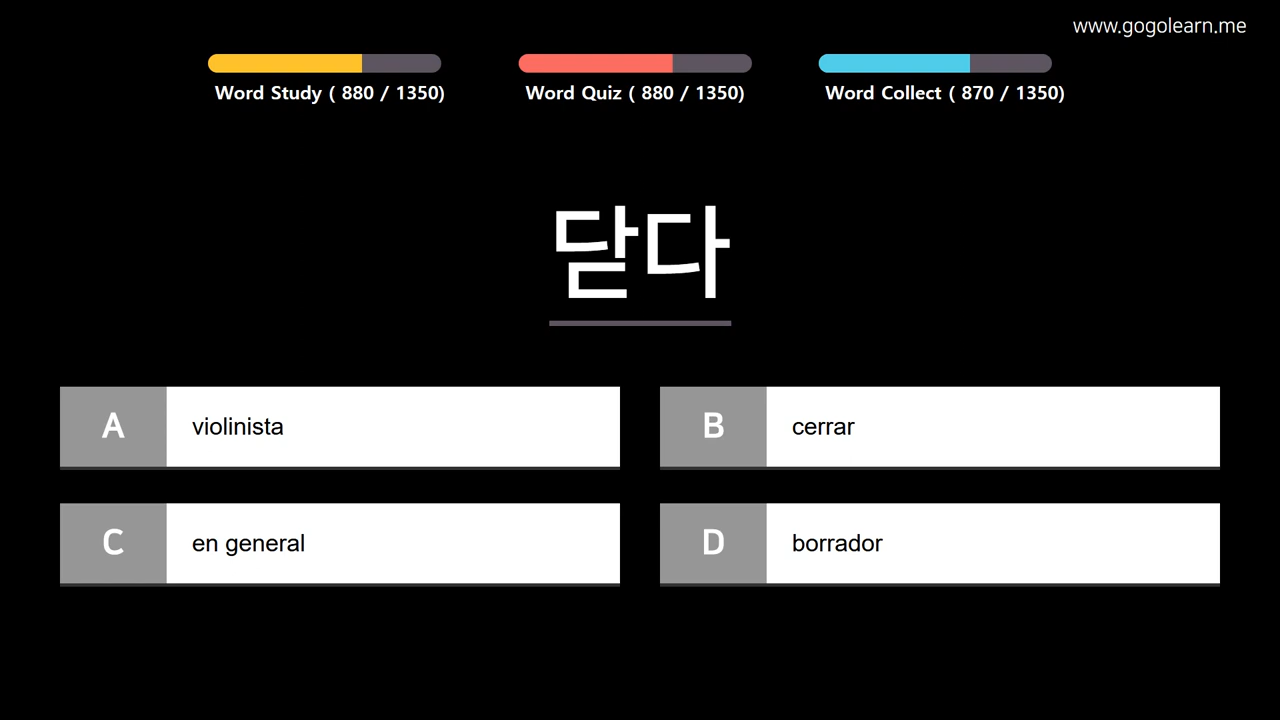 www.gogolearn.me
Word Study ( 880 / 1350)
Word Quiz ( 880 / 1350)
Word Collect ( 870 / 1350)
닫다
A violinista
B cerrar
C en general
D borrador